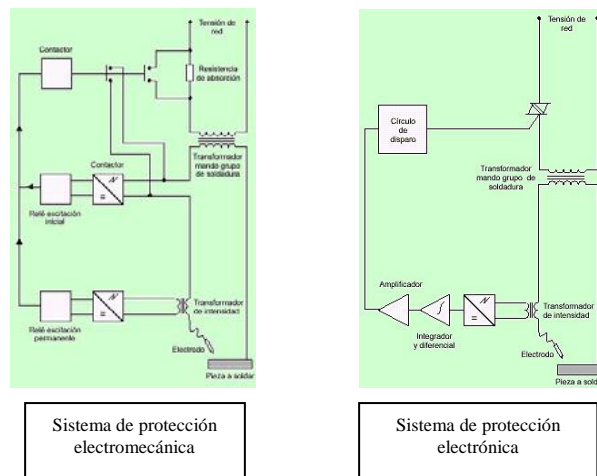 Tensión de
red
Contactor
Resistencia
de absorción
Contactor
Transformador
mando grupo
de soldadura
N
=
Relé excitación
inicial
N
=
Transformador
de intensidad
Relé excitación
permanente
Electrodo
Pieza a soldar
Sistema de protección
electromecánica
Tensión de
red
Círculo
de
disparo
Transformador
mando grupo de
soldadura
Amplificador
∫
N
=
Transformador
de intensidad
Integrador
y diferencial
Electrodo
Pieza a sold
Sistema de protección
electrónica